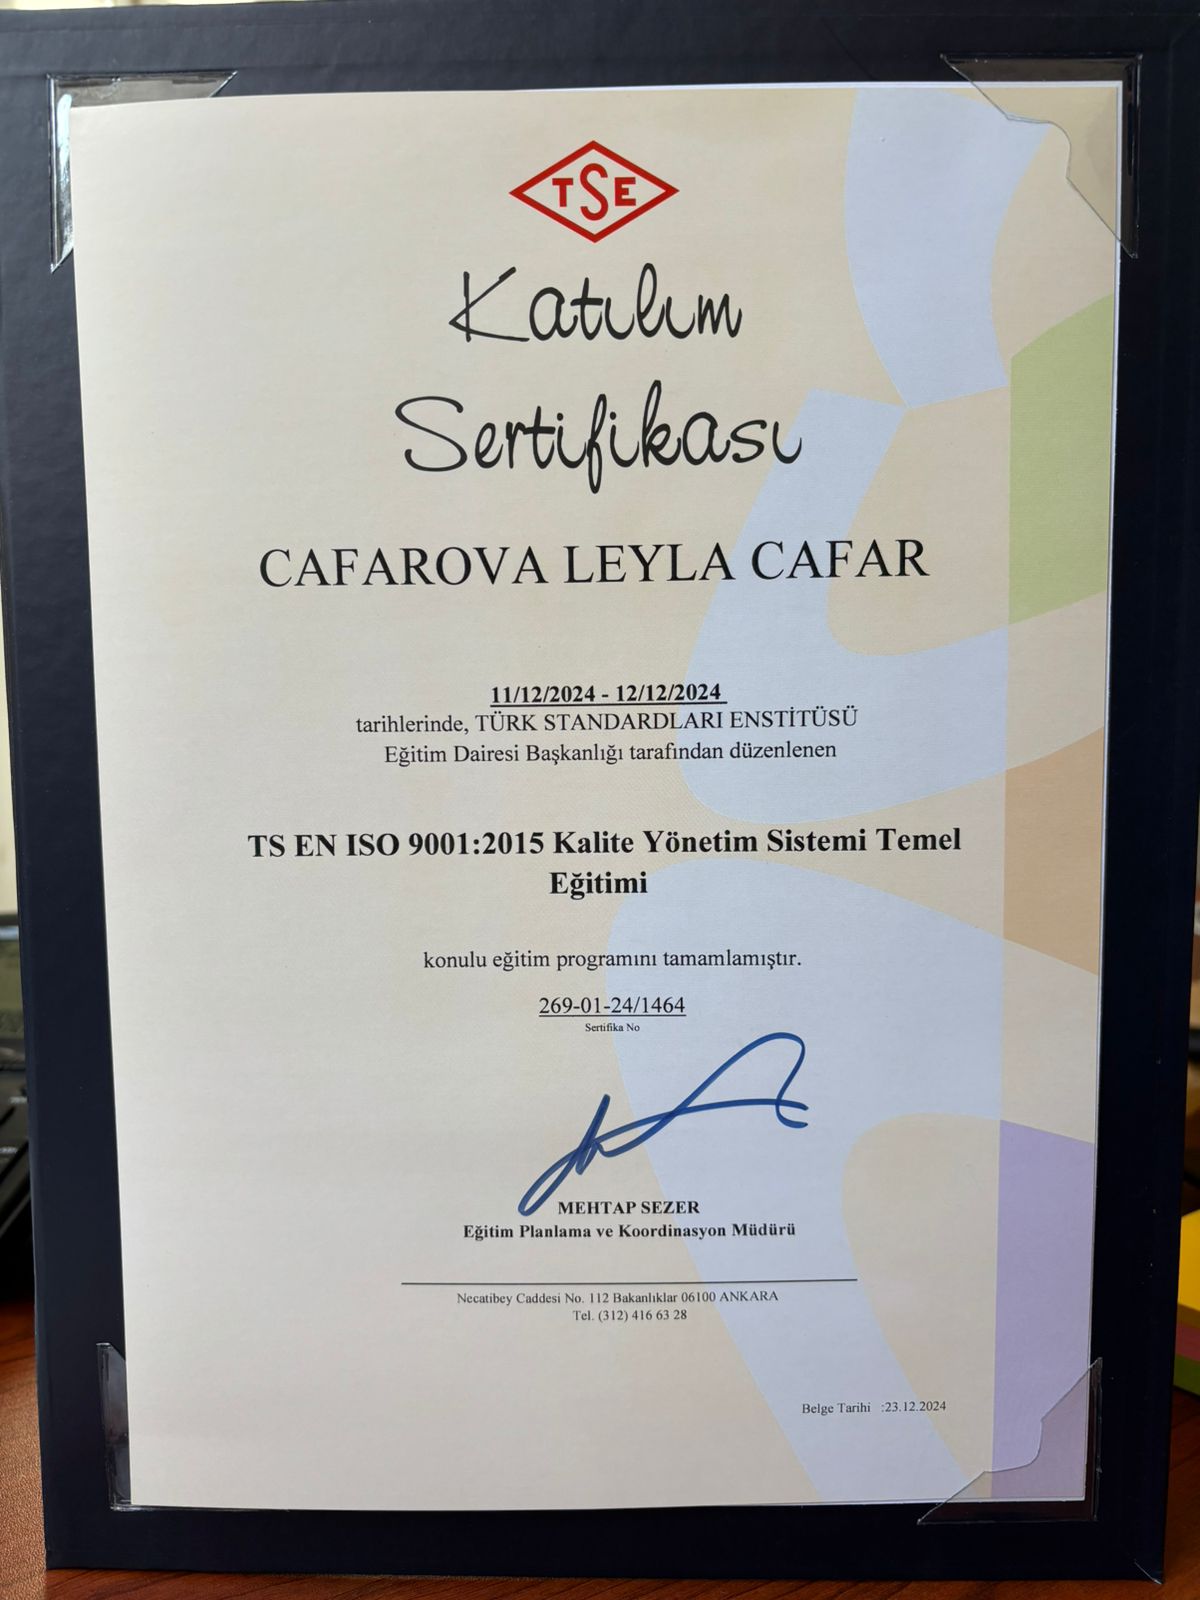 TSE
Katılım
Sertifikası
CAFAROVA LEYLA CAFAR
11/12/2024 - 12/12/2024
tarihlerinde, TÜRK STANDARDLARI ENSTİTÜSÜ
Eğitim Dairesi Başkanlığı tarafından düzenlenen
TS EN ISO 9001:2015 Kalite Yönetim Sistemi Temel
Eğitimi
konulu eğitim programını tamamlamıştır.
269-01-24/1464
Sertifika No
MEHTAP SEZER
Eğitim Planlama ve Koordinasyon Müdürü
Necatibey Caddesi No. 112 Bakanlıklar 06100 ANKARA
Tel. (312) 416 63 28
Belge Tarihi :23.12.2024